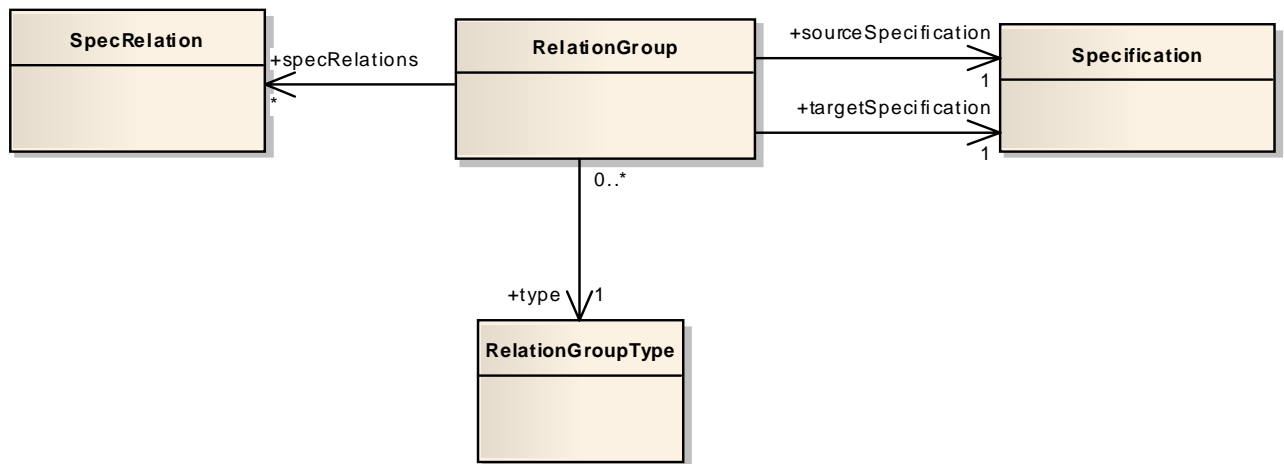 SpecRelation
+specRelations
*
RelationGroup
+sourceSpecification
1
+targetSpecification
1
Specification
0..*
+type
1
RelationGroupType